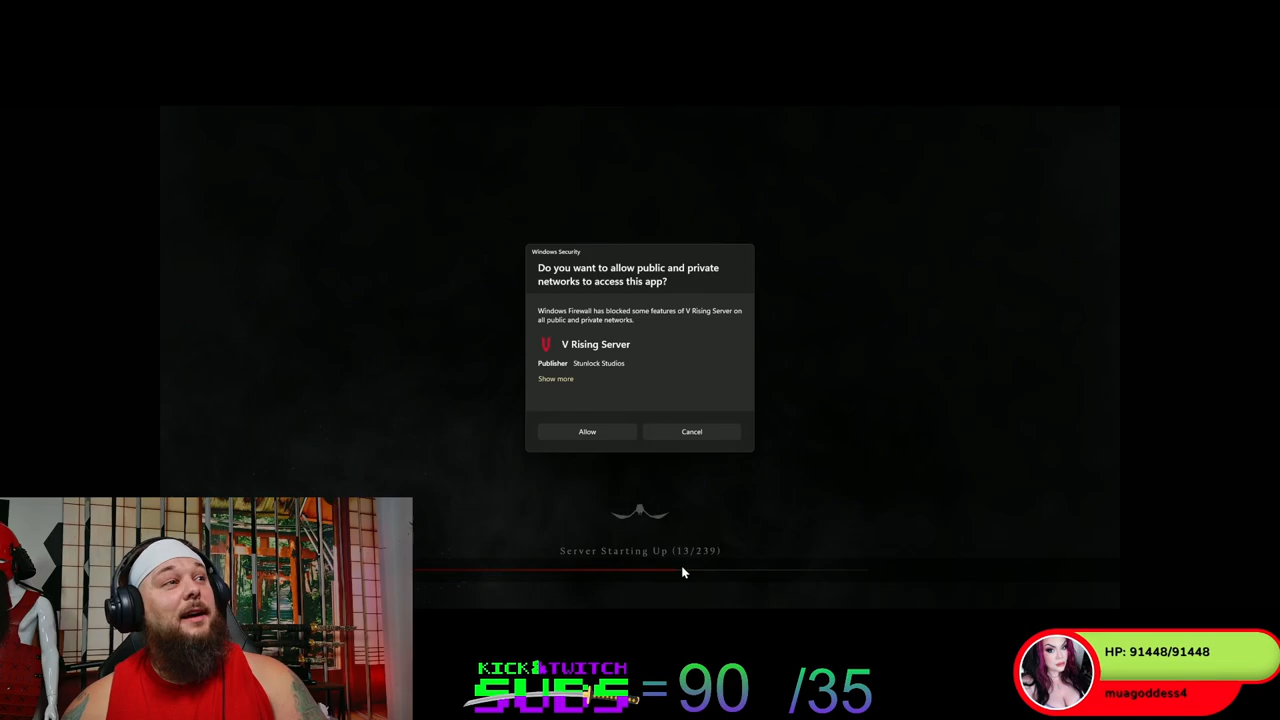 Windows Security
Do you want to allow public and private
networks to access this app?
Windows Firewall has blocked some features of V Rising Server on
all public and private networks.
V Rising Server
Publisher Stunlock Studios
Show more
Allow Cancel
Server Starting Up (13/239)
KICK & TWITCH
SUBS = 90 /35
HP: 91448/91448
muagoddess4